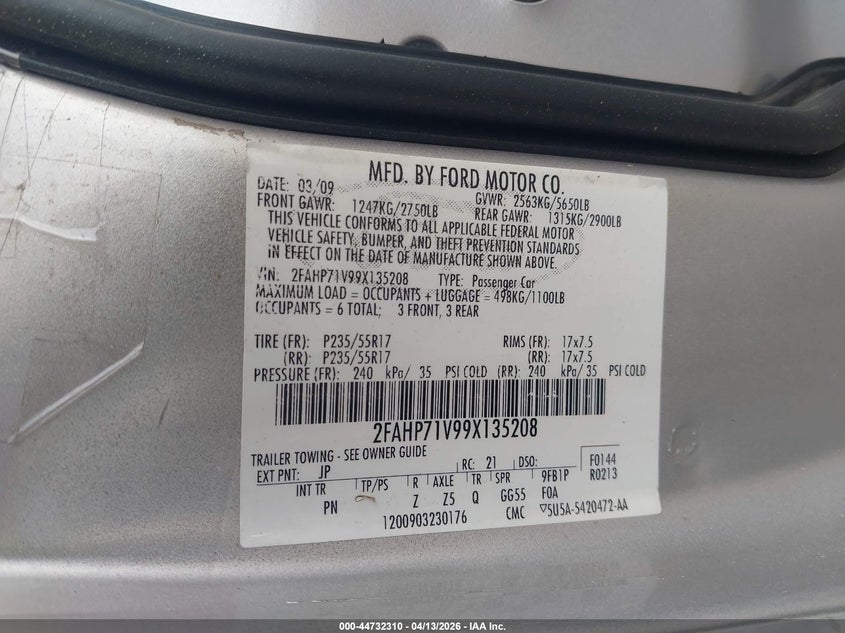 MFD. BY FORD MOTOR CO.
DATE: 03/09 GVWR: 2563KG/5650LB
FRONT GAWR: 1247KG/2750LB REAR GAWR: 1315KG/2900LB
THIS VEHICLE CONFORMS TO ALL APPLICABLE FEDERAL MOTOR
VEHICLE SAFETY, BUMPER, AND THEFT PREVENTION STANDARDS
IN EFFECT ON THE DATE OF MANUFACTURE SHOWN ABOVE.
VIN: 2FAHP71V99X135208 TYPE: Passenger Car
MAXIMUM LOAD = OCCUPANTS + LUGGAGE = 498KG/1100LB
OCCUPANTS = 6 TOTAL; 3 FRONT, 3 REAR
TIRE (FR): P235/55R17 RIMS (FR): 17x7.5
(RR): P235/55R17 (RR): 17x7.5
PRESSURE (FR): 240 kPa/ 35 PSI COLD (RR): 240 kPa/ 35 PSI COLD
2FAHP71V99X135208
TRAILER TOWING - SEE OWNER GUIDE
EXT PNT: JP RC: 21 DSO: F0144
INT TR TP/PS R AXLE TR SPR 9FB1P R0213
PN Z Z5 Q GG55 FOA
1200903230176 CMC ▽5U5A-5420472-AA
000-44732310 - 04/13/2026 - IAA Inc.